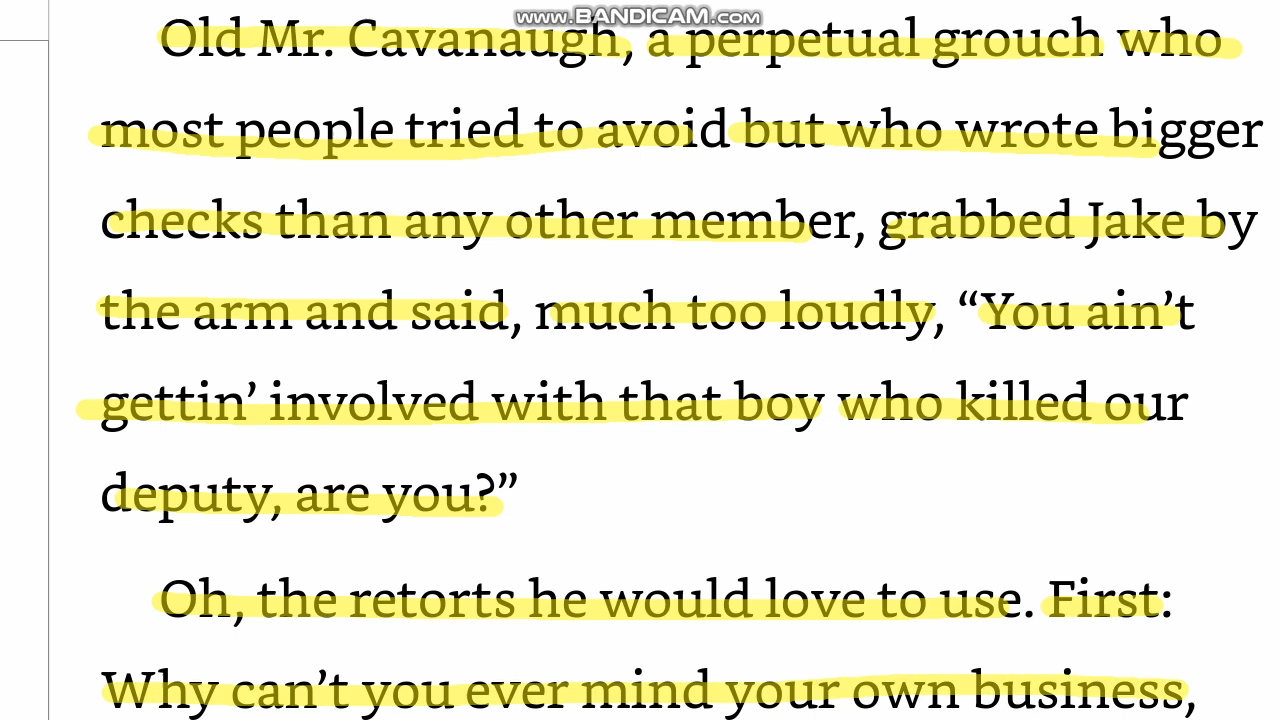 www.BANDICAM.com
Old Mr. Cavanaugh, a perpetual grouch who
most people tried to avoid but who wrote bigger
checks than any other member, grabbed Jake by
the arm and said, much too loudly, “You ain’t
gettin’ involved with that boy who killed our
deputy, are you?”
Oh, the retorts he would love to use. First:
Why can’t you ever mind your own business,